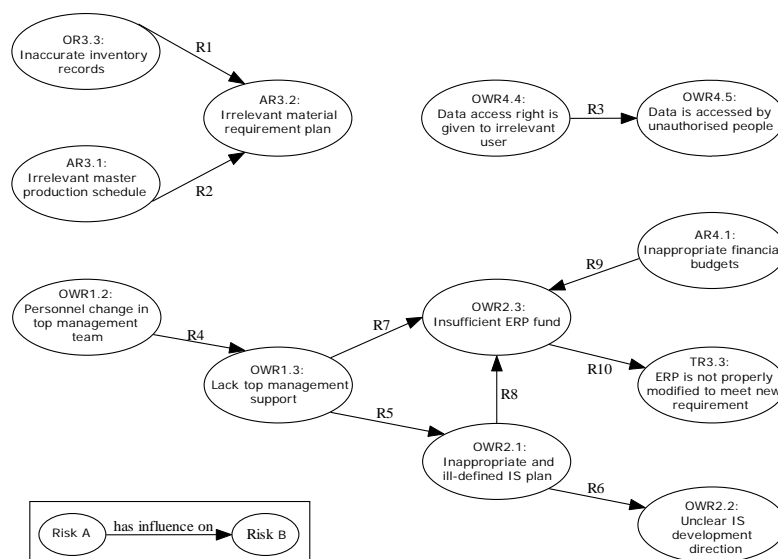 OR3.3:
Inaccurate inventory
records
R1
AR3.2:
Irrelevant material
requirement plan
AR3.1:
Irrelevant master
production schedule
R2
OWR4.4:
Data access right is
given to irrelevant
user
R3
OWR4.5:
Data is accessed by
unauthorised people
AR4.1:
Inappropriate financial
budgets
R9
OWR1.2:
Personnel change in
top management
team
R4
OWR1.3:
Lack top management
support
R7
OWR2.3:
Insufficient ERP fund
R10
TR3.3:
ERP is not properly
modified to meet new
requirement
R8
R5
OWR2.1:
Inappropriate and
ill-defined IS plan
R6
OWR2.2:
Unclear IS
development
direction
Risk A
has influence on
Risk B